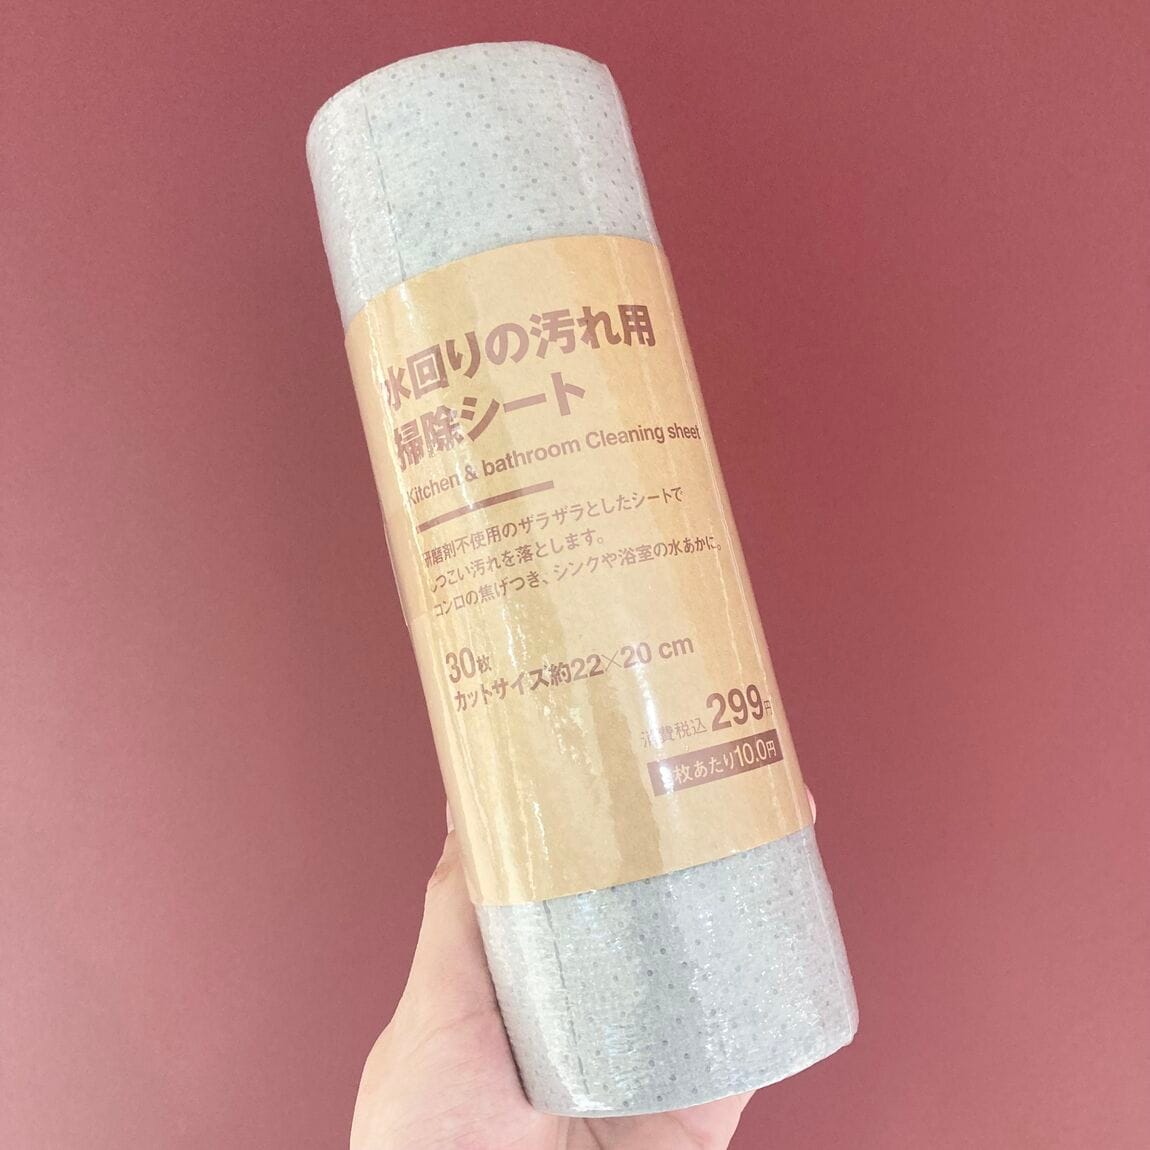 水回りの汚れ用
掃除シート
Kitchen & bathroom Cleaning sheet
研磨剤不使用のザラザラとしたシートで
しつこい汚れを落とします。
コンロの焦げつき、シンクや浴室の水あかに。
30枚
カットサイズ約22×20 cm
消費税込299円
1枚あたり10.0円